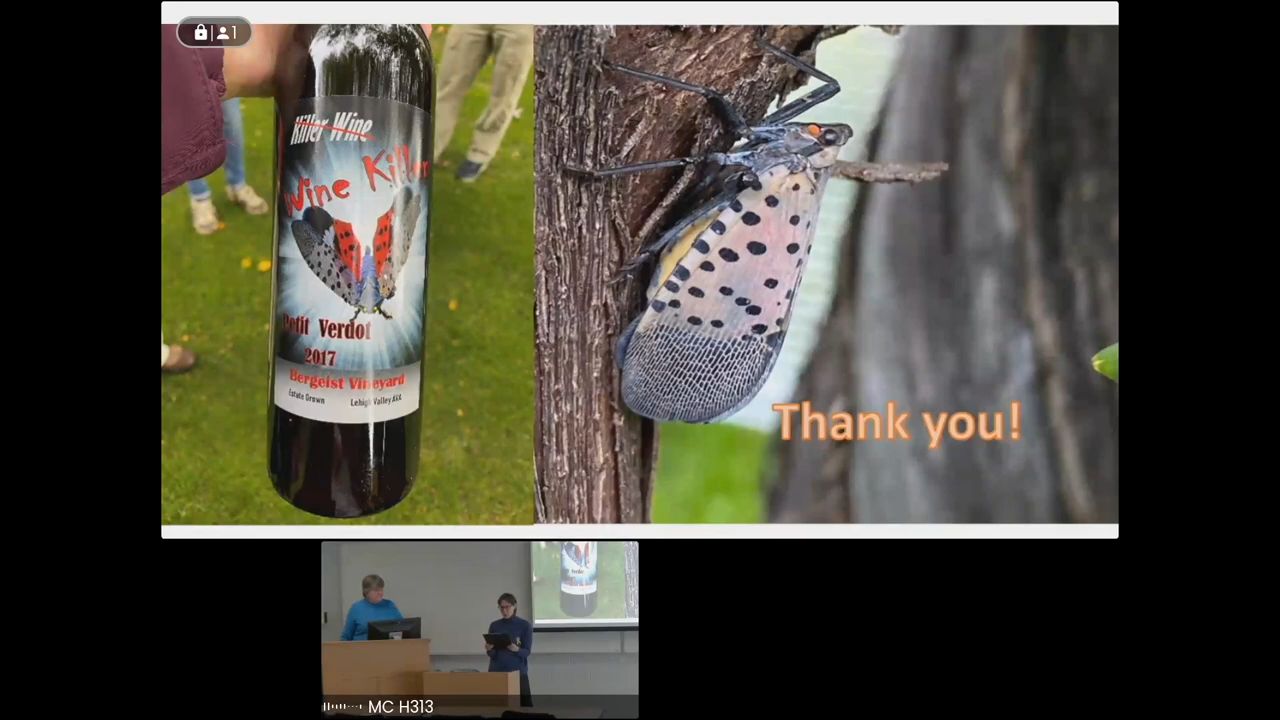 1
Killer Wine
Wine Killer
Petit Verdot
2017
Bergeist Vineyard
Estate Grown Lehigh Valley AVA
Thank you!
MC H313